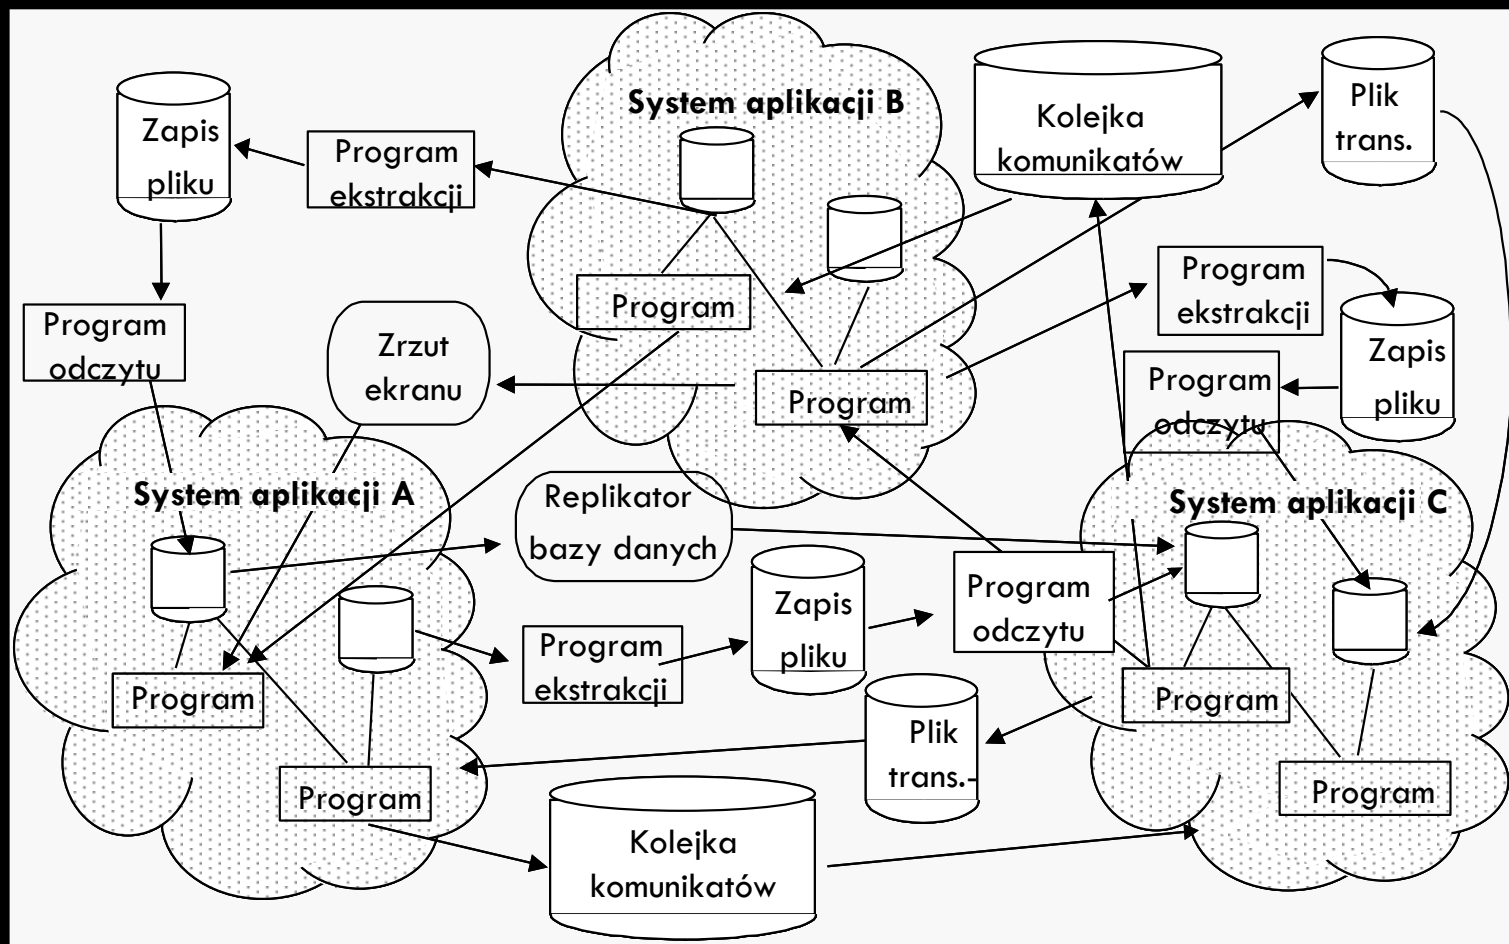 System aplikacji B
Kolejka
komunikatów
Plik
trans.
Zapis
pliku
Program
ekstrakcji
Program
ekstrakcji
Zapis
pliku
Program
odczytu
Zrzut
ekranu
Program
Program
Program
odczytu
System aplikacji A
Replikator
bazy danych
System aplikacji C
Zapis
pliku
Program
odczytu
Program
ekstrakcji
Program
Program
Plik
trans.-
Program
Program
Kolejka
komunikatów